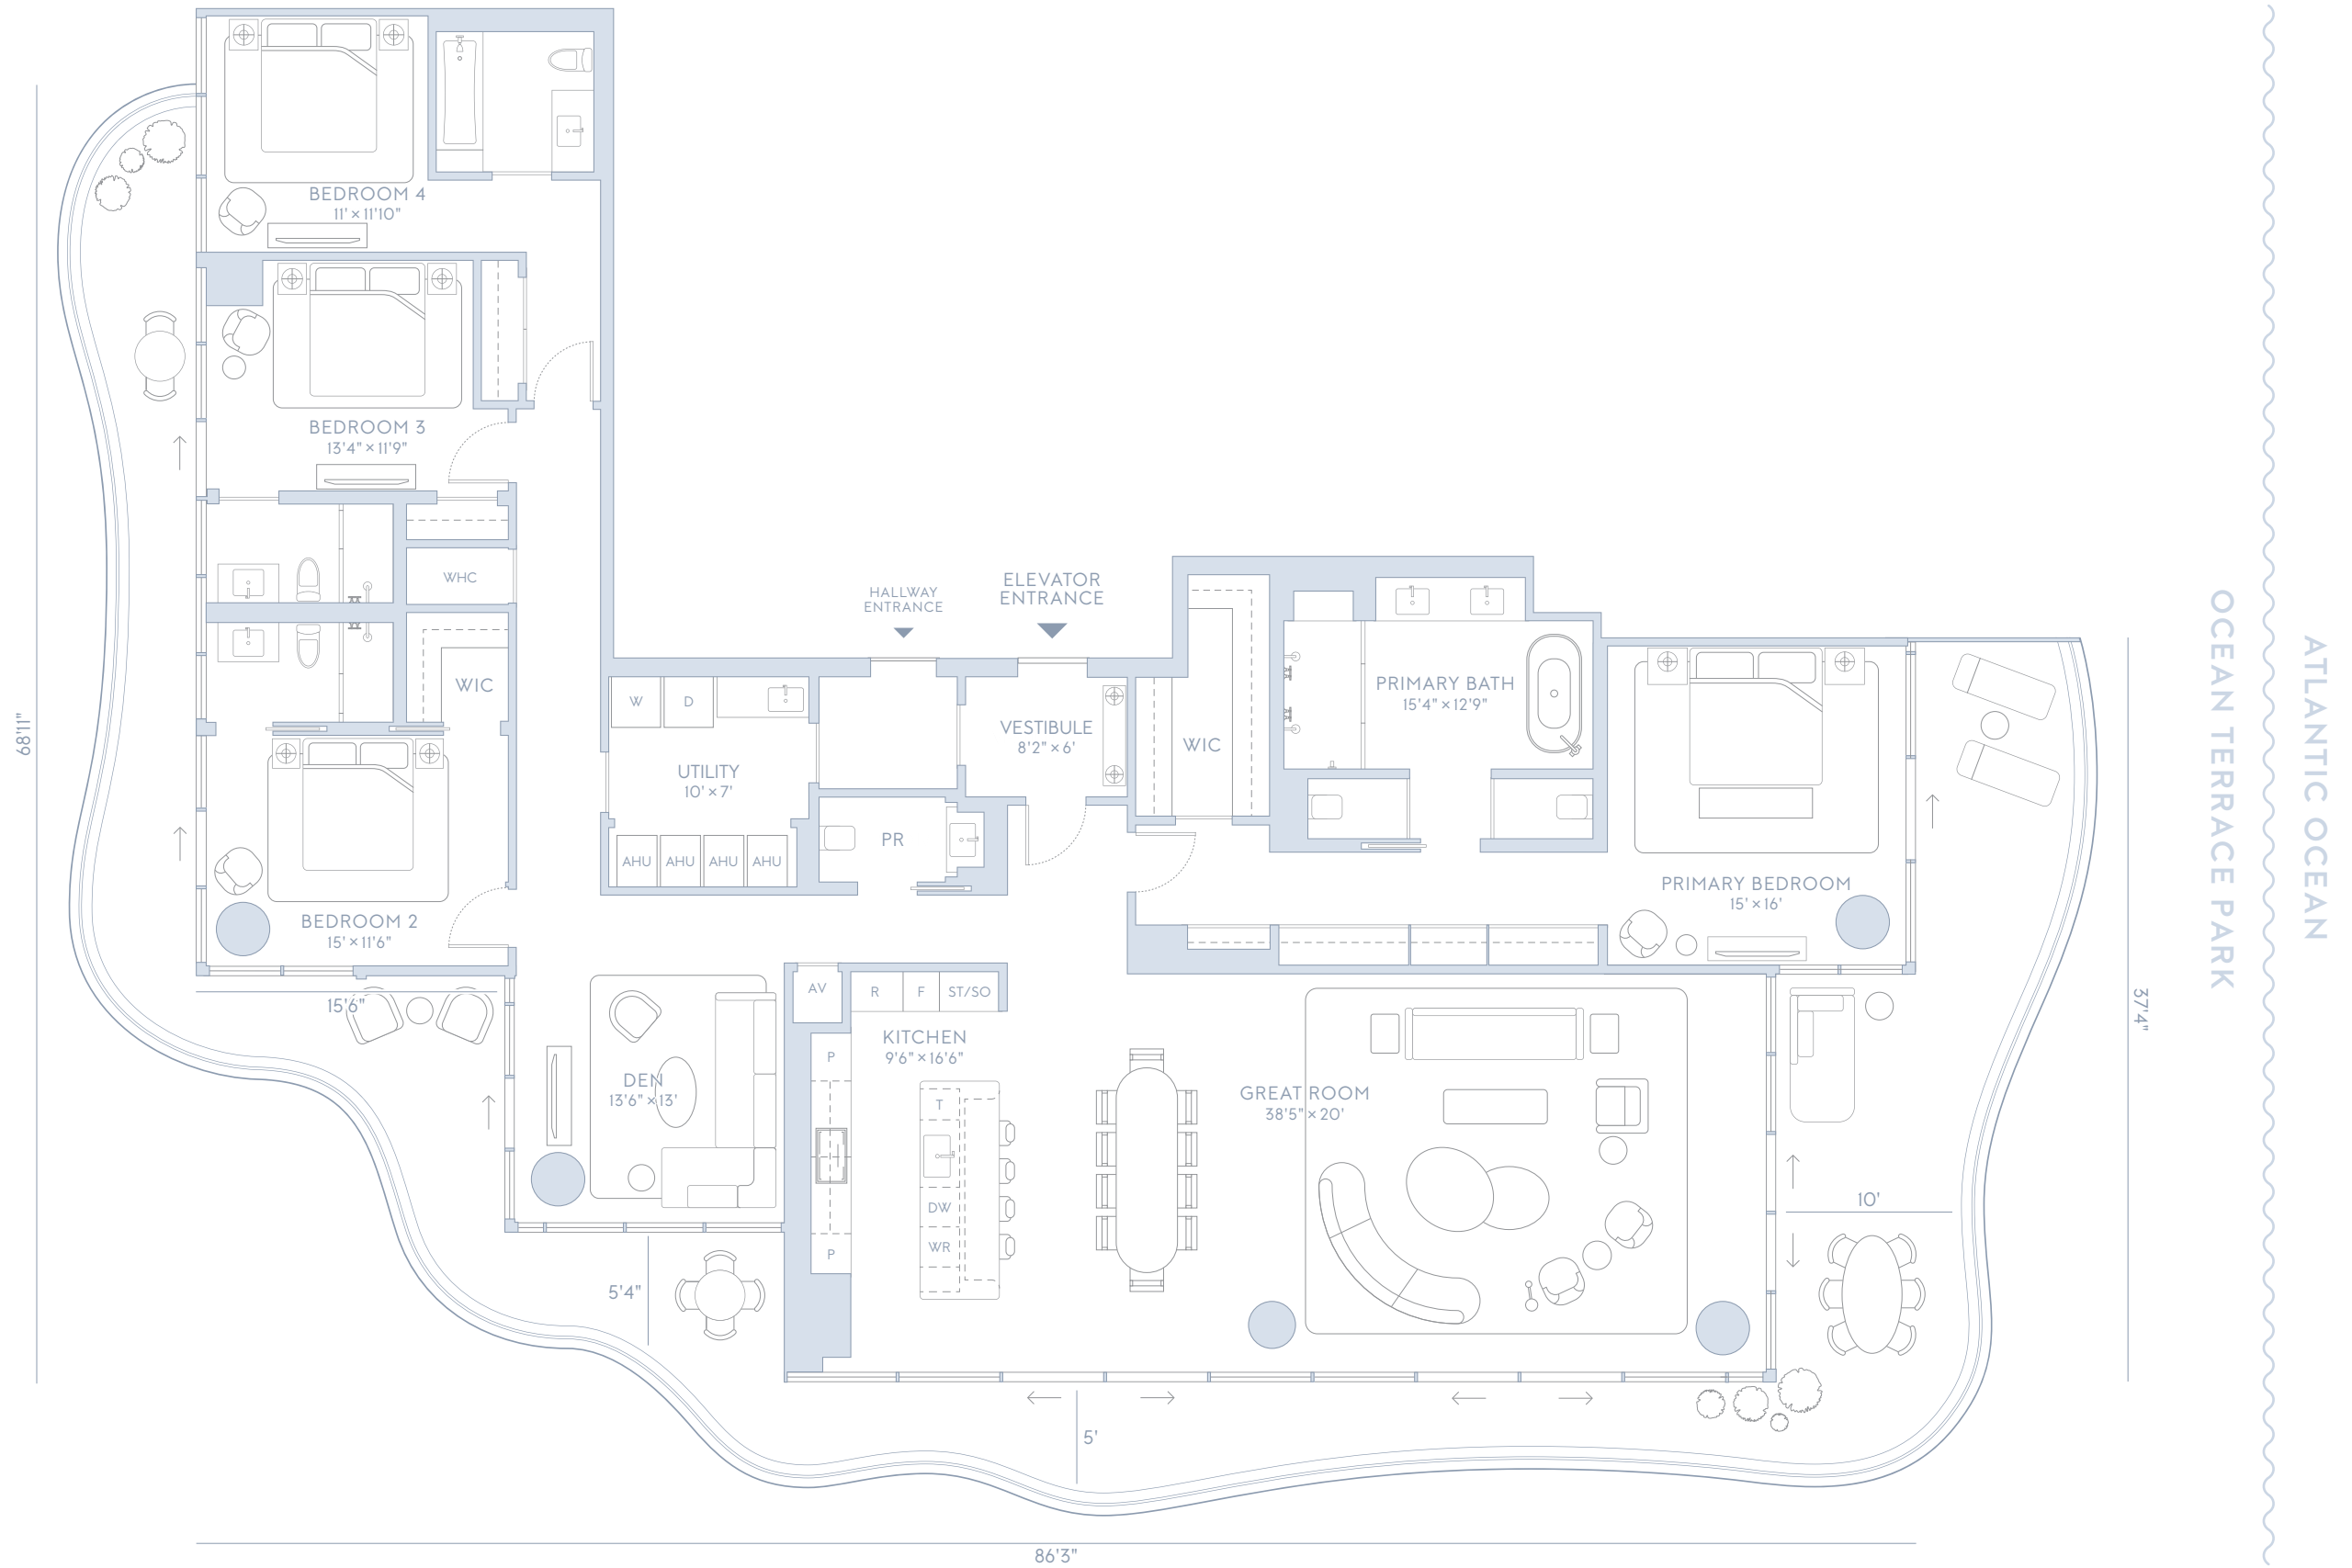 BEDROOM 4
11' × 11'10"
BEDROOM 3
13'4" × 11'9"
WHC
WIC
BEDROOM 2
15' × 11'6"
68'11"
15'6"
HALLWAY
ENTRANCE
ELEVATOR
ENTRANCE
W
D
UTILITY
10' × 7'
AHU
AHU
AHU
AHU
PR
VESTIBULE
8'2" × 6'
WIC
PRIMARY BATH
15'4" × 12'9"
PRIMARY BEDROOM
15' × 16'
AV
R
F
ST/SO
KITCHEN
9'6" × 16'6"
P
T
DW
WR
P
DEN
13'6" × 13'
GREAT ROOM
38'5" × 20'
10'
5'4"
5'
37'4"
86'3"
OCEAN TERRACE PARK
ATLANTIC OCEAN